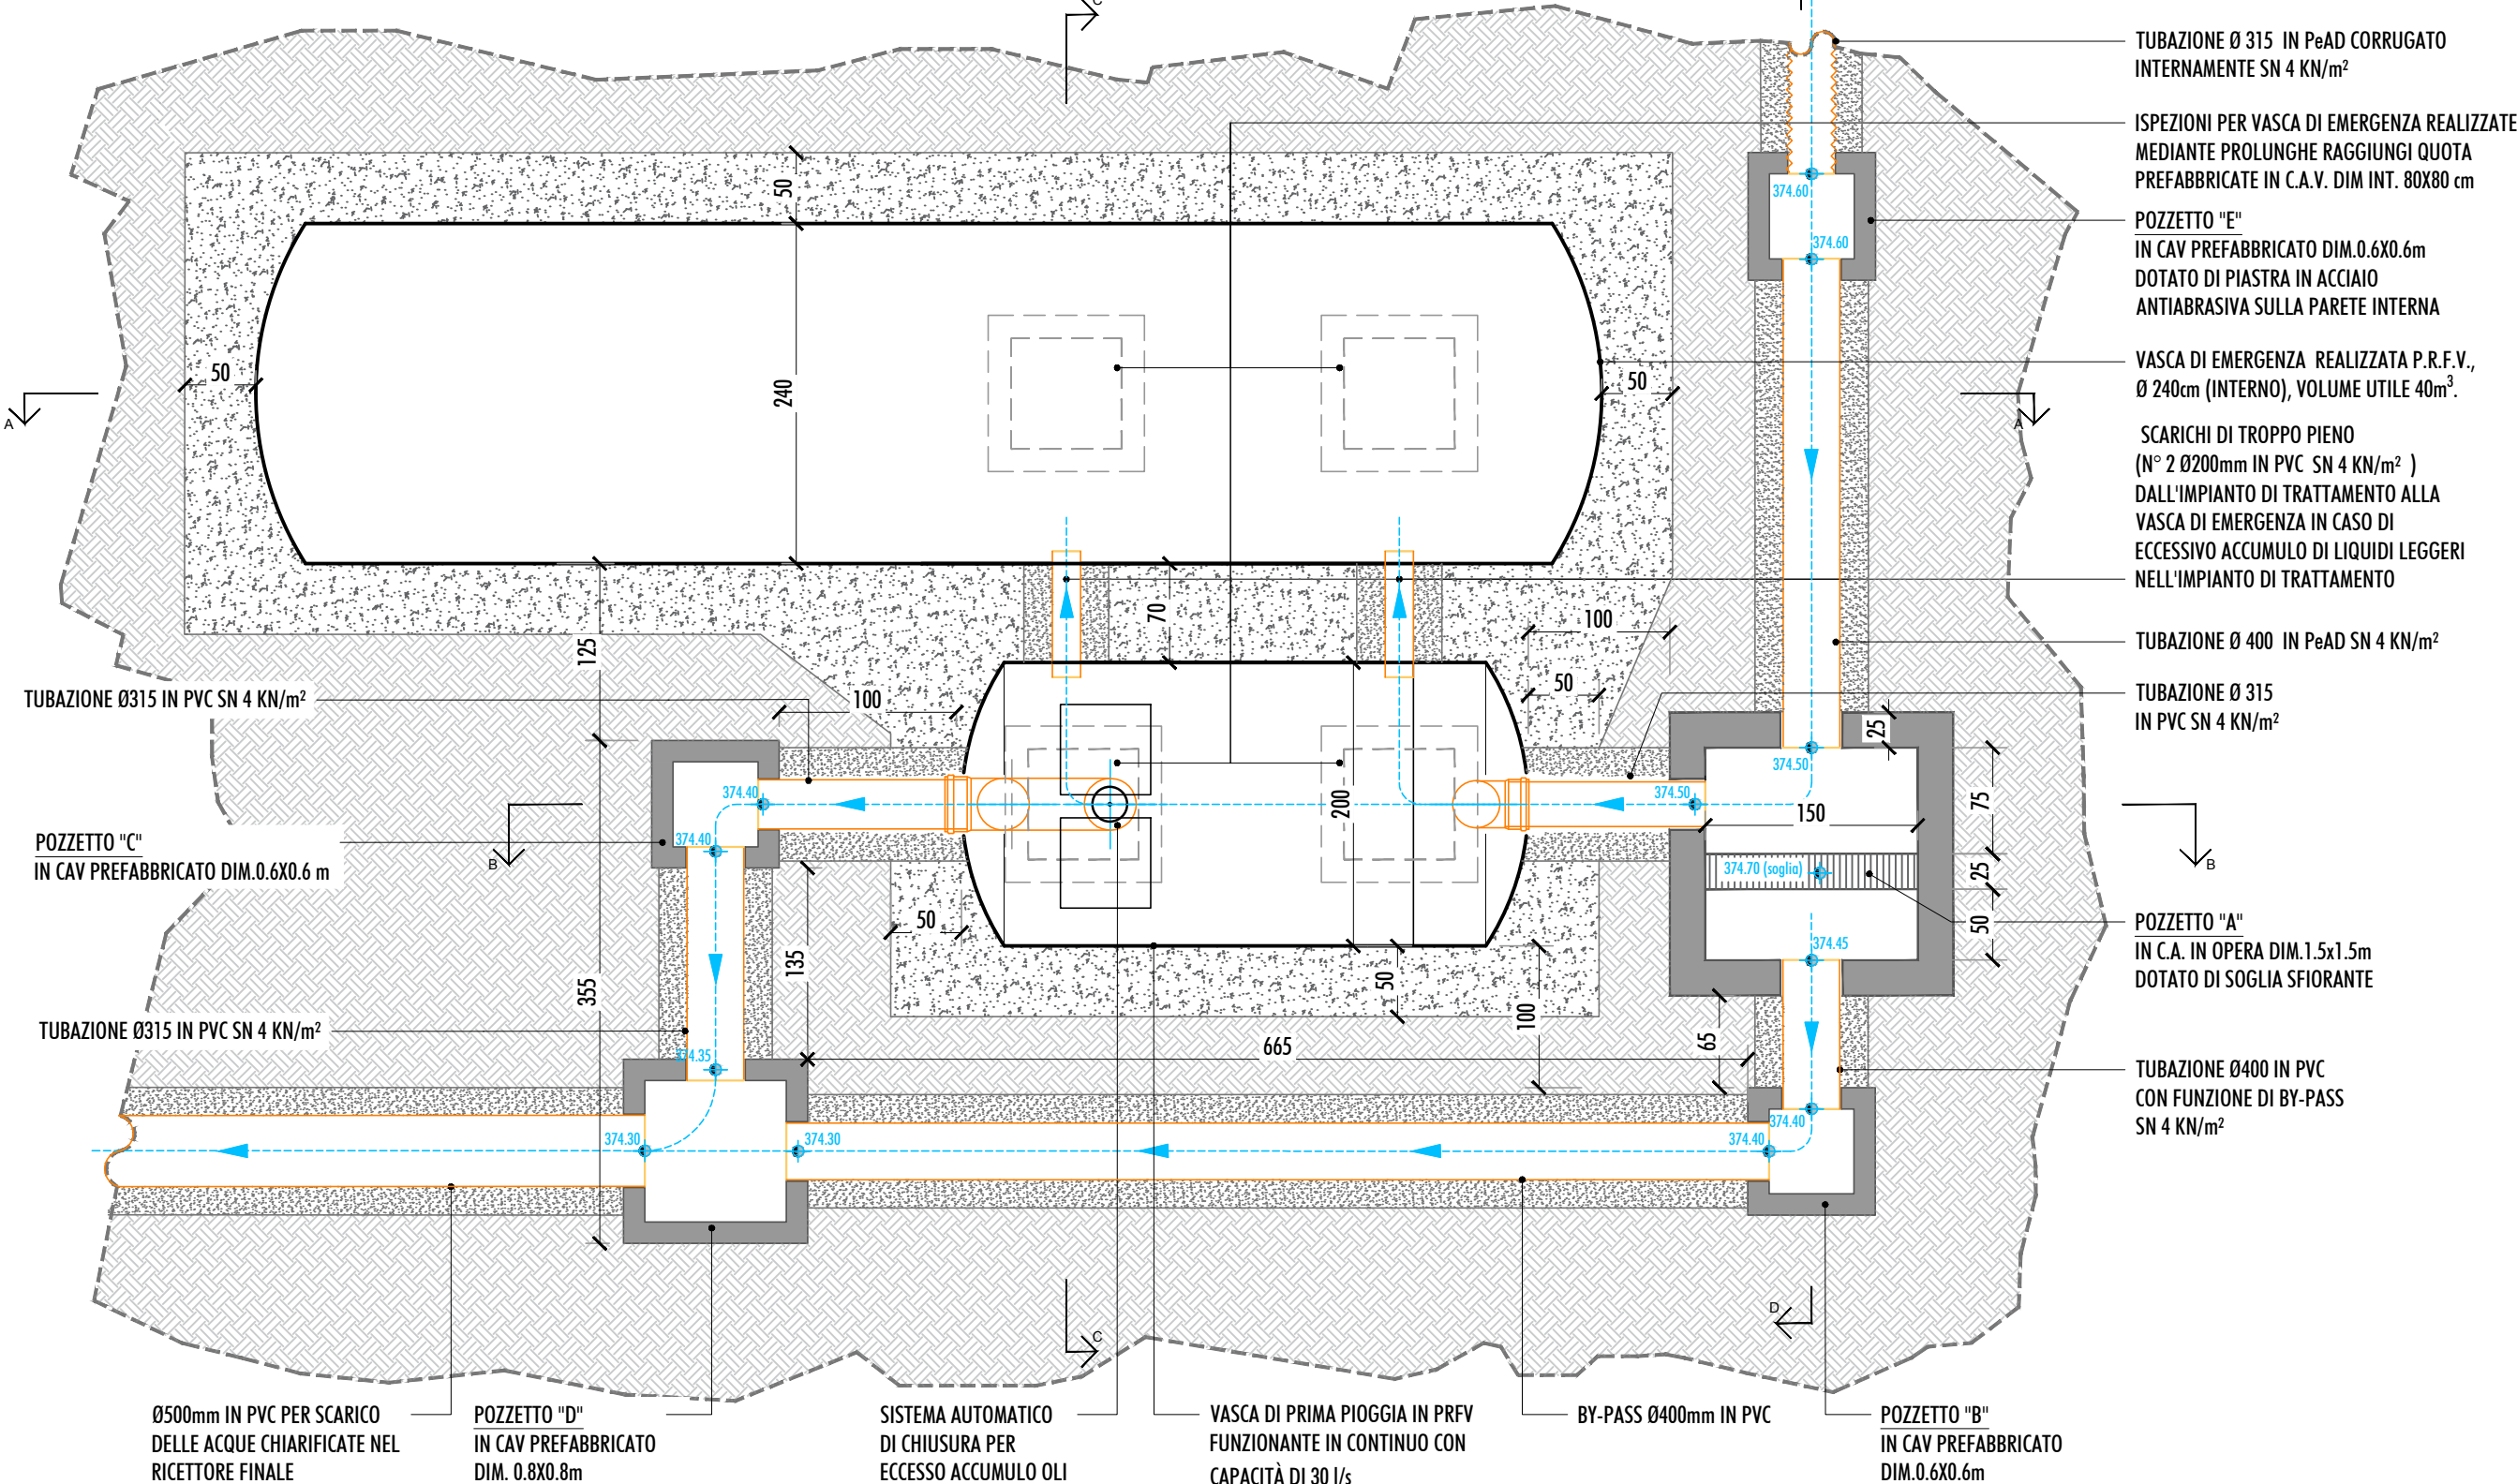 C
TUBAZIONE Ø 315 IN PeAD CORRUGATO
INTERNAMENTE SN 4 KN/m²
ISPEZIONI PER VASCA DI EMERGENZA REALIZZATE
MEDIANTE PROLUNGHE RAGGIUNGI QUOTA
PREFABBRICATE IN C.A.V. DIM INT. 80X80 cm
POZZETTO "E"
IN CAV PREFABBRICATO DIM.0.6X0.6m
DOTATO DI PIASTRA IN ACCIAIO
ANTIABRASIVA SULLA PARETE INTERNA
VASCA DI EMERGENZA REALIZZATA P.R.F.V.,
Ø 240cm (INTERNO), VOLUME UTILE 40m³.
SCARICHI DI TROPPO PIENO
(N° 2 Ø200mm IN PVC SN 4 KN/m² )
DALL'IMPIANTO DI TRATTAMENTO ALLA
VASCA DI EMERGENZA IN CASO DI
ECCESSIVO ACCUMULO DI LIQUIDI LEGGERI
NELL'IMPIANTO DI TRATTAMENTO
TUBAZIONE Ø 400 IN PeAD SN 4 KN/m²
TUBAZIONE Ø 315
IN PVC SN 4 KN/m²
POZZETTO "A"
IN C.A. IN OPERA DIM.1.5x1.5m
DOTATO DI SOGLIA SFIORANTE
TUBAZIONE Ø400 IN PVC
CON FUNZIONE DI BY-PASS
SN 4 KN/m²
50
374.60
374.60
50
240
50
A
A
70
100
125
50
100
TUBAZIONE Ø315 IN PVC SN 4 KN/m²
25
374.50
374.40
374.50
200
150
75
POZZETTO "C"
IN CAV PREFABBRICATO DIM.0.6X0.6 m
374.40
B
B
374.70 (soglia)
25
50
50
374.45
135
50
355
100
65
TUBAZIONE Ø315 IN PVC SN 4 KN/m²
374.35
665
374.40
374.30
374.30
374.40
D
C
Ø500mm IN PVC PER SCARICO
DELLE ACQUE CHIARIFICATE NEL
RICETTORE FINALE
POZZETTO "D"
IN CAV PREFABBRICATO
DIM. 0.8X0.8m
SISTEMA AUTOMATICO
DI CHIUSURA PER
ECCESSO ACCUMULO OLI
VASCA DI PRIMA PIOGGIA IN PRFV
FUNZIONANTE IN CONTINUO CON
CAPACITÀ DI 30 l/s
BY-PASS Ø400mm IN PVC
POZZETTO "B"
IN CAV PREFABBRICATO
DIM.0.6X0.6m